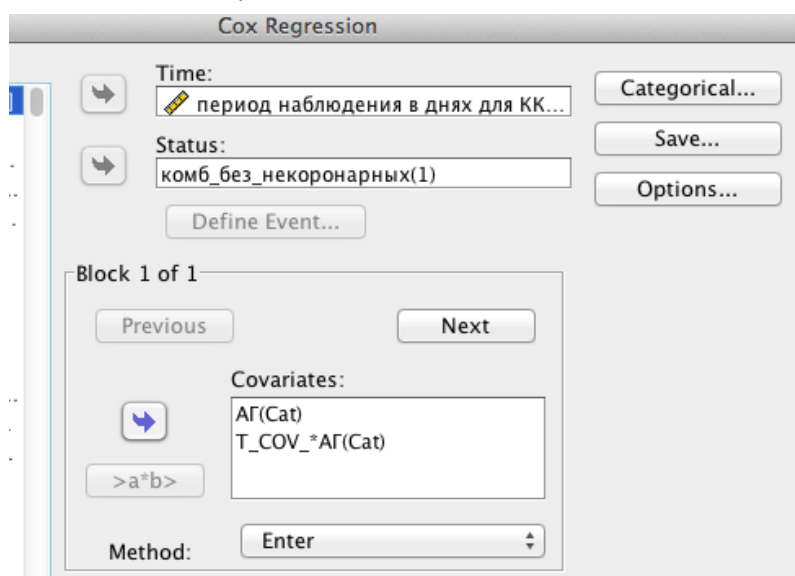 Cox Regression
Time:
период наблюдения в днях для КК...
Status:
комб_без_некоронарных(1)
Define Event...
Categorical...
Save...
Options...
Block 1 of 1
Previous
Next
Covariates:
АГ(Cat)
T_COV_*АГ(Cat)
>a*b>
Method:
Enter